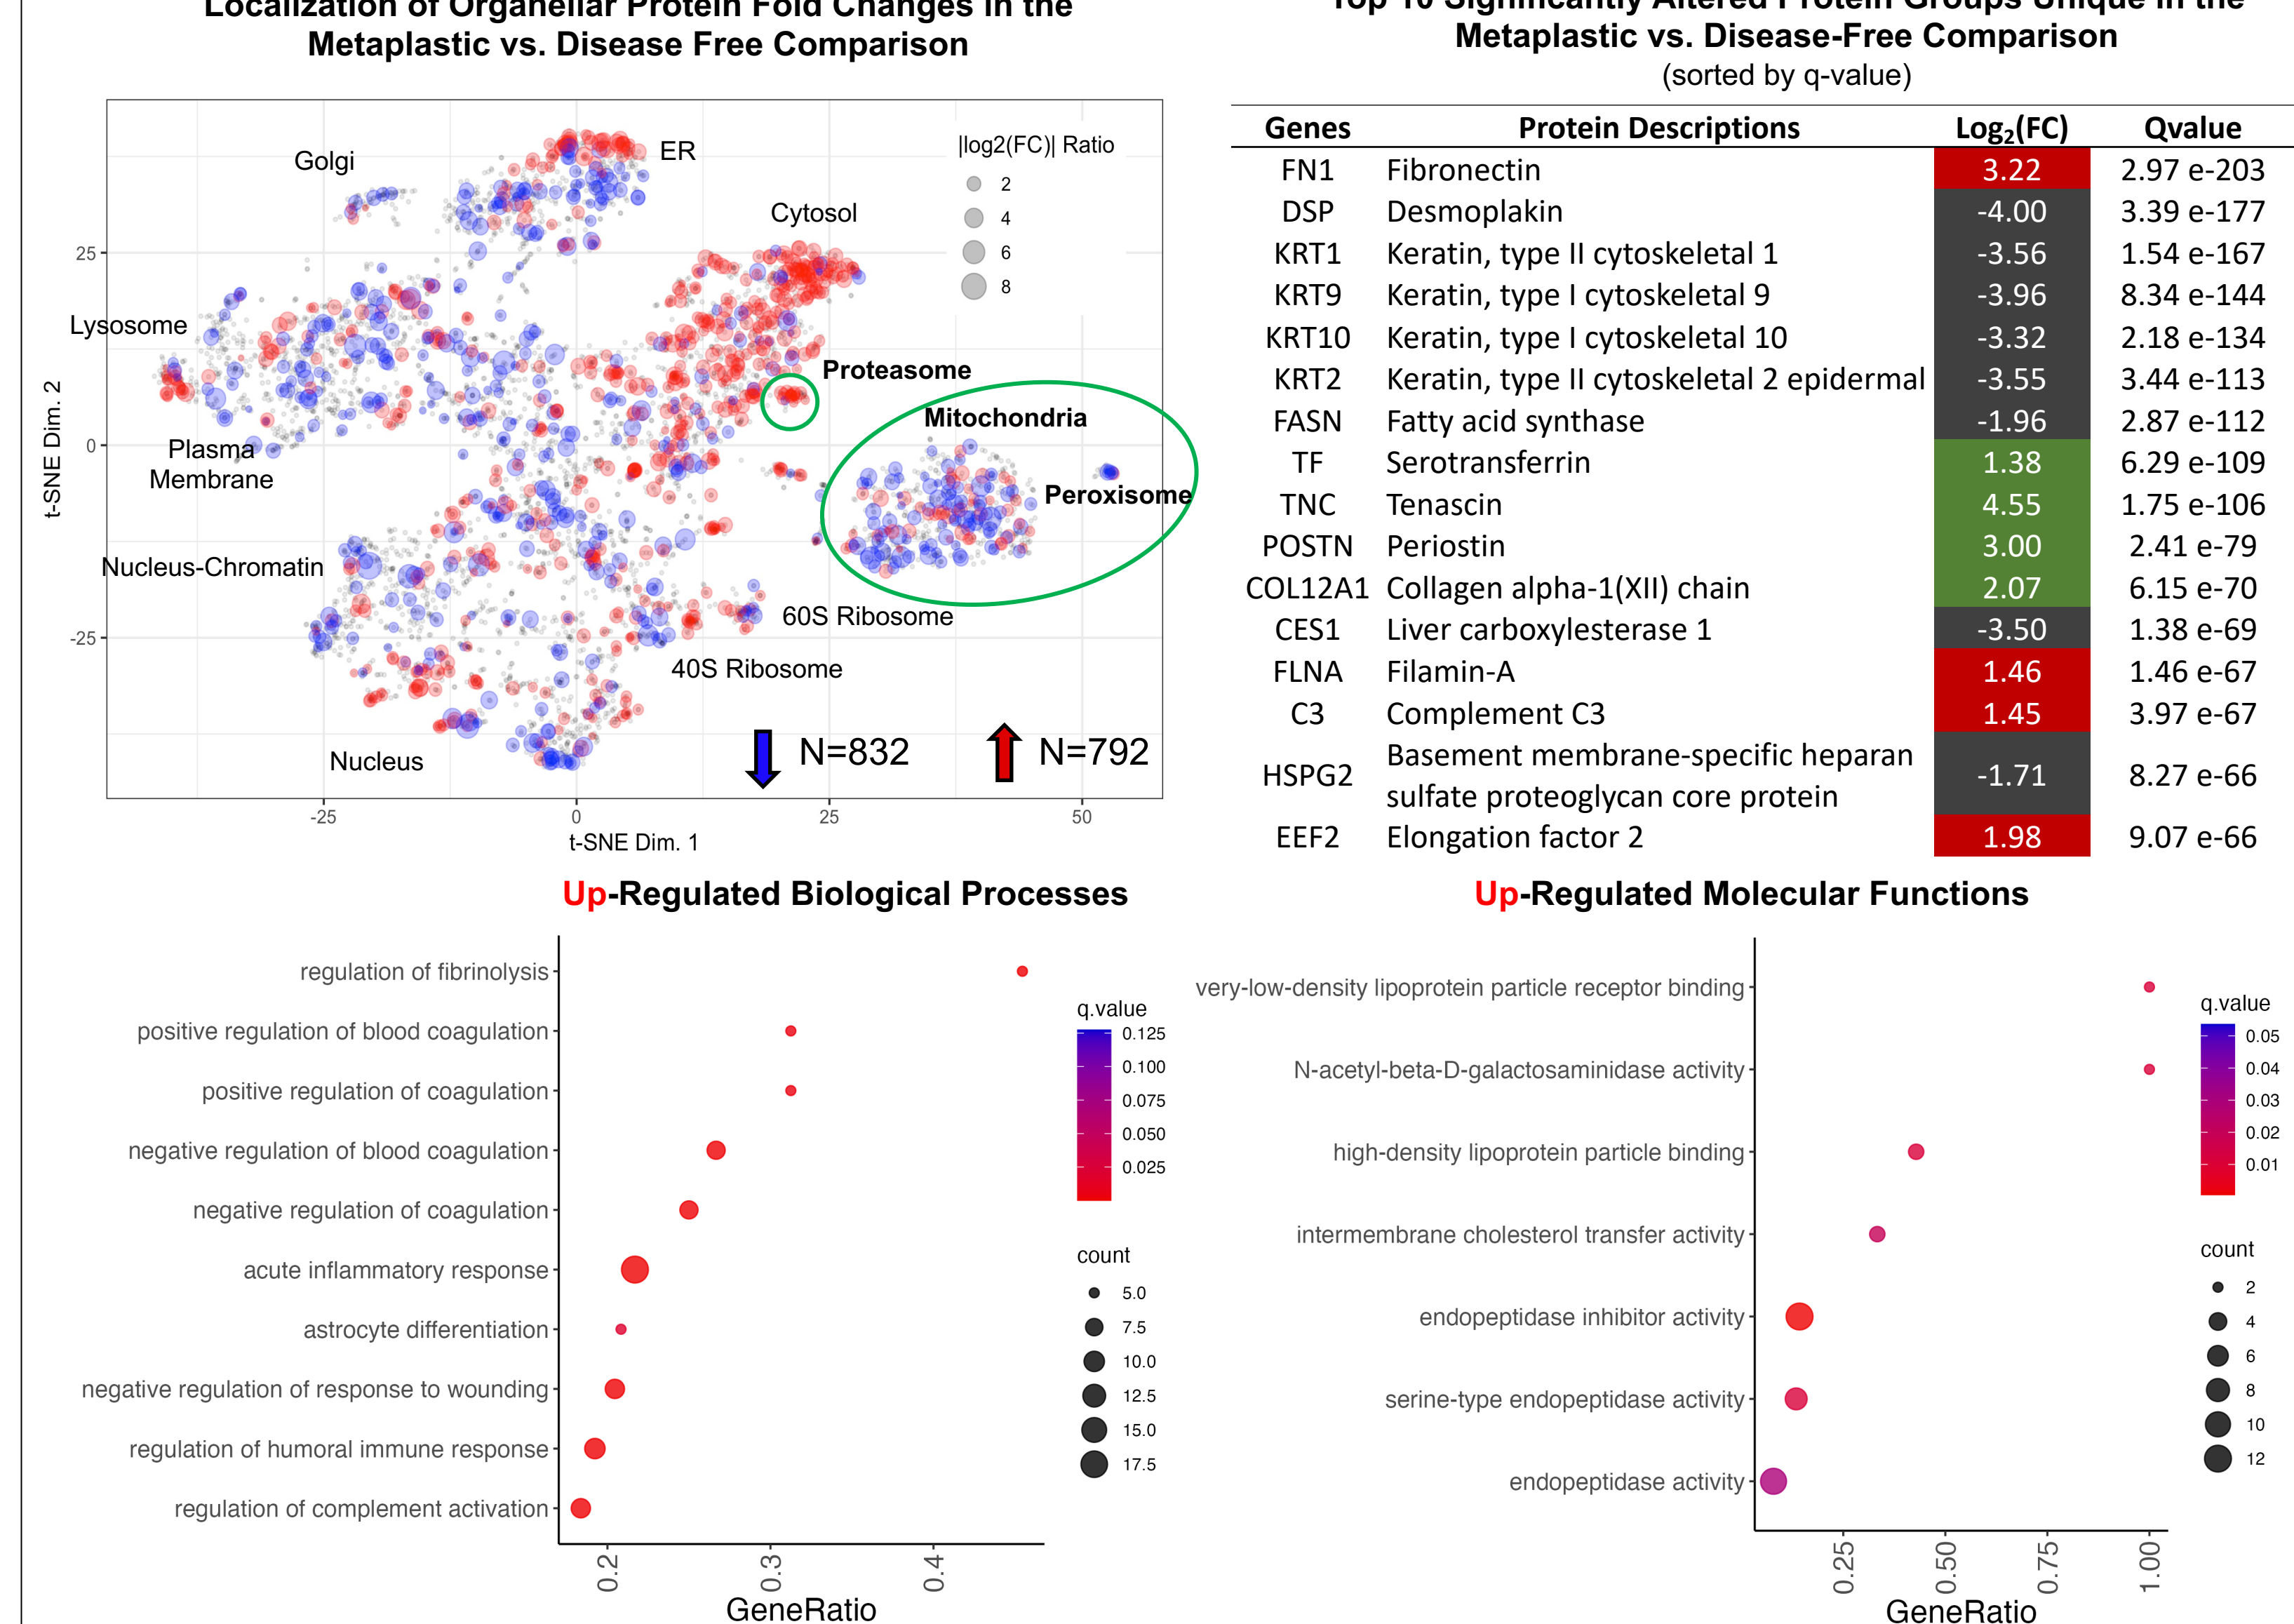 Localization of Organellar Protein Fold Changes in the
Metaplastic vs. Disease Free Comparison
|log2(FC)| Ratio
2
4
6
8
Golgi
ER
Cytosol
Lysosome
Proteasome
Mitochondria
Peroxisome
Plasma
Membrane
Nucleus-Chromatin
60S Ribosome
40S Ribosome
Nucleus
N=832
N=792
25
0
-25
t-SNE Dim. 2
-25
0
25
50
t-SNE Dim. 1
Top 10 Significantly Altered Protein Groups Unique in the
Metaplastic vs. Disease-Free Comparison
(sorted by q-value)
Genes Protein Descriptions Log2(FC) Qvalue
FN1 Fibronectin 3.22 2.97 e-203
DSP Desmoplakin -4.00 3.39 e-177
KRT1 Keratin, type II cytoskeletal 1 -3.56 1.54 e-167
KRT9 Keratin, type I cytoskeletal 9 -3.96 8.34 e-144
KRT10 Keratin, type I cytoskeletal 10 -3.32 2.18 e-134
KRT2 Keratin, type II cytoskeletal 2 epidermal -3.55 3.44 e-113
FASN Fatty acid synthase -1.96 2.87 e-112
TF Serotransferrin 1.38 6.29 e-109
TNC Tenascin 4.55 1.75 e-106
POSTN Periostin 3.00 2.41 e-79
COL12A1 Collagen alpha-1(XII) chain 2.07 6.15 e-70
CES1 Liver carboxylesterase 1 -3.50 1.38 e-69
FLNA Filamin-A 1.46 1.46 e-67
C3 Complement C3 1.45 3.97 e-67
HSPG2 Basement membrane-specific heparan
sulfate proteoglycan core protein -1.71 8.27 e-66
EEF2 Elongation factor 2 1.98 9.07 e-66
Up-Regulated Biological Processes
regulation of fibrinolysis
positive regulation of blood coagulation
positive regulation of coagulation
negative regulation of blood coagulation
negative regulation of coagulation
acute inflammatory response
astrocyte differentiation
negative regulation of response to wounding
regulation of humoral immune response
regulation of complement activation
0.2
0.3
0.4
GeneRatio
q.value
0.125
0.100
0.075
0.050
0.025
count
5.0
7.5
10.0
12.5
15.0
17.5
Up-Regulated Molecular Functions
very-low-density lipoprotein particle receptor binding
N-acetyl-beta-D-galactosaminidase activity
high-density lipoprotein particle binding
intermembrane cholesterol transfer activity
endopeptidase inhibitor activity
serine-type endopeptidase activity
endopeptidase activity
0.25
0.50
0.75
1.00
GeneRatio
q.value
0.05
0.04
0.03
0.02
0.01
count
2
4
6
8
10
12